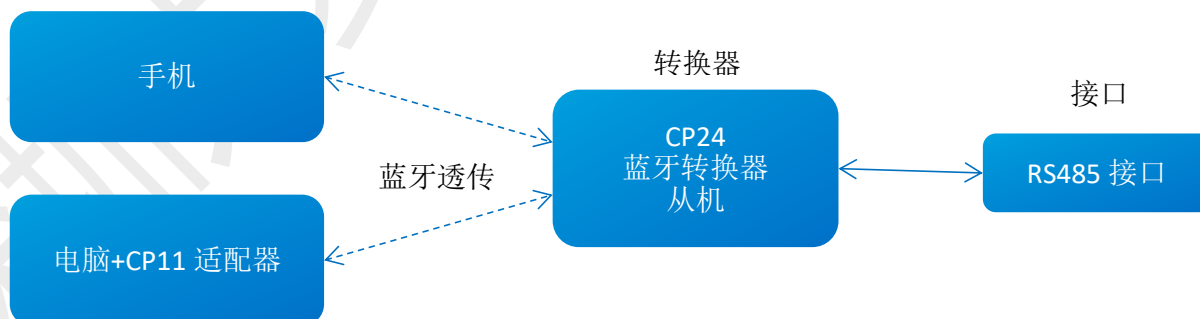 手机
转换器
接口
CP24
蓝牙转换器
从机
RS485 接口
蓝牙透传
电脑+CP11 适配器